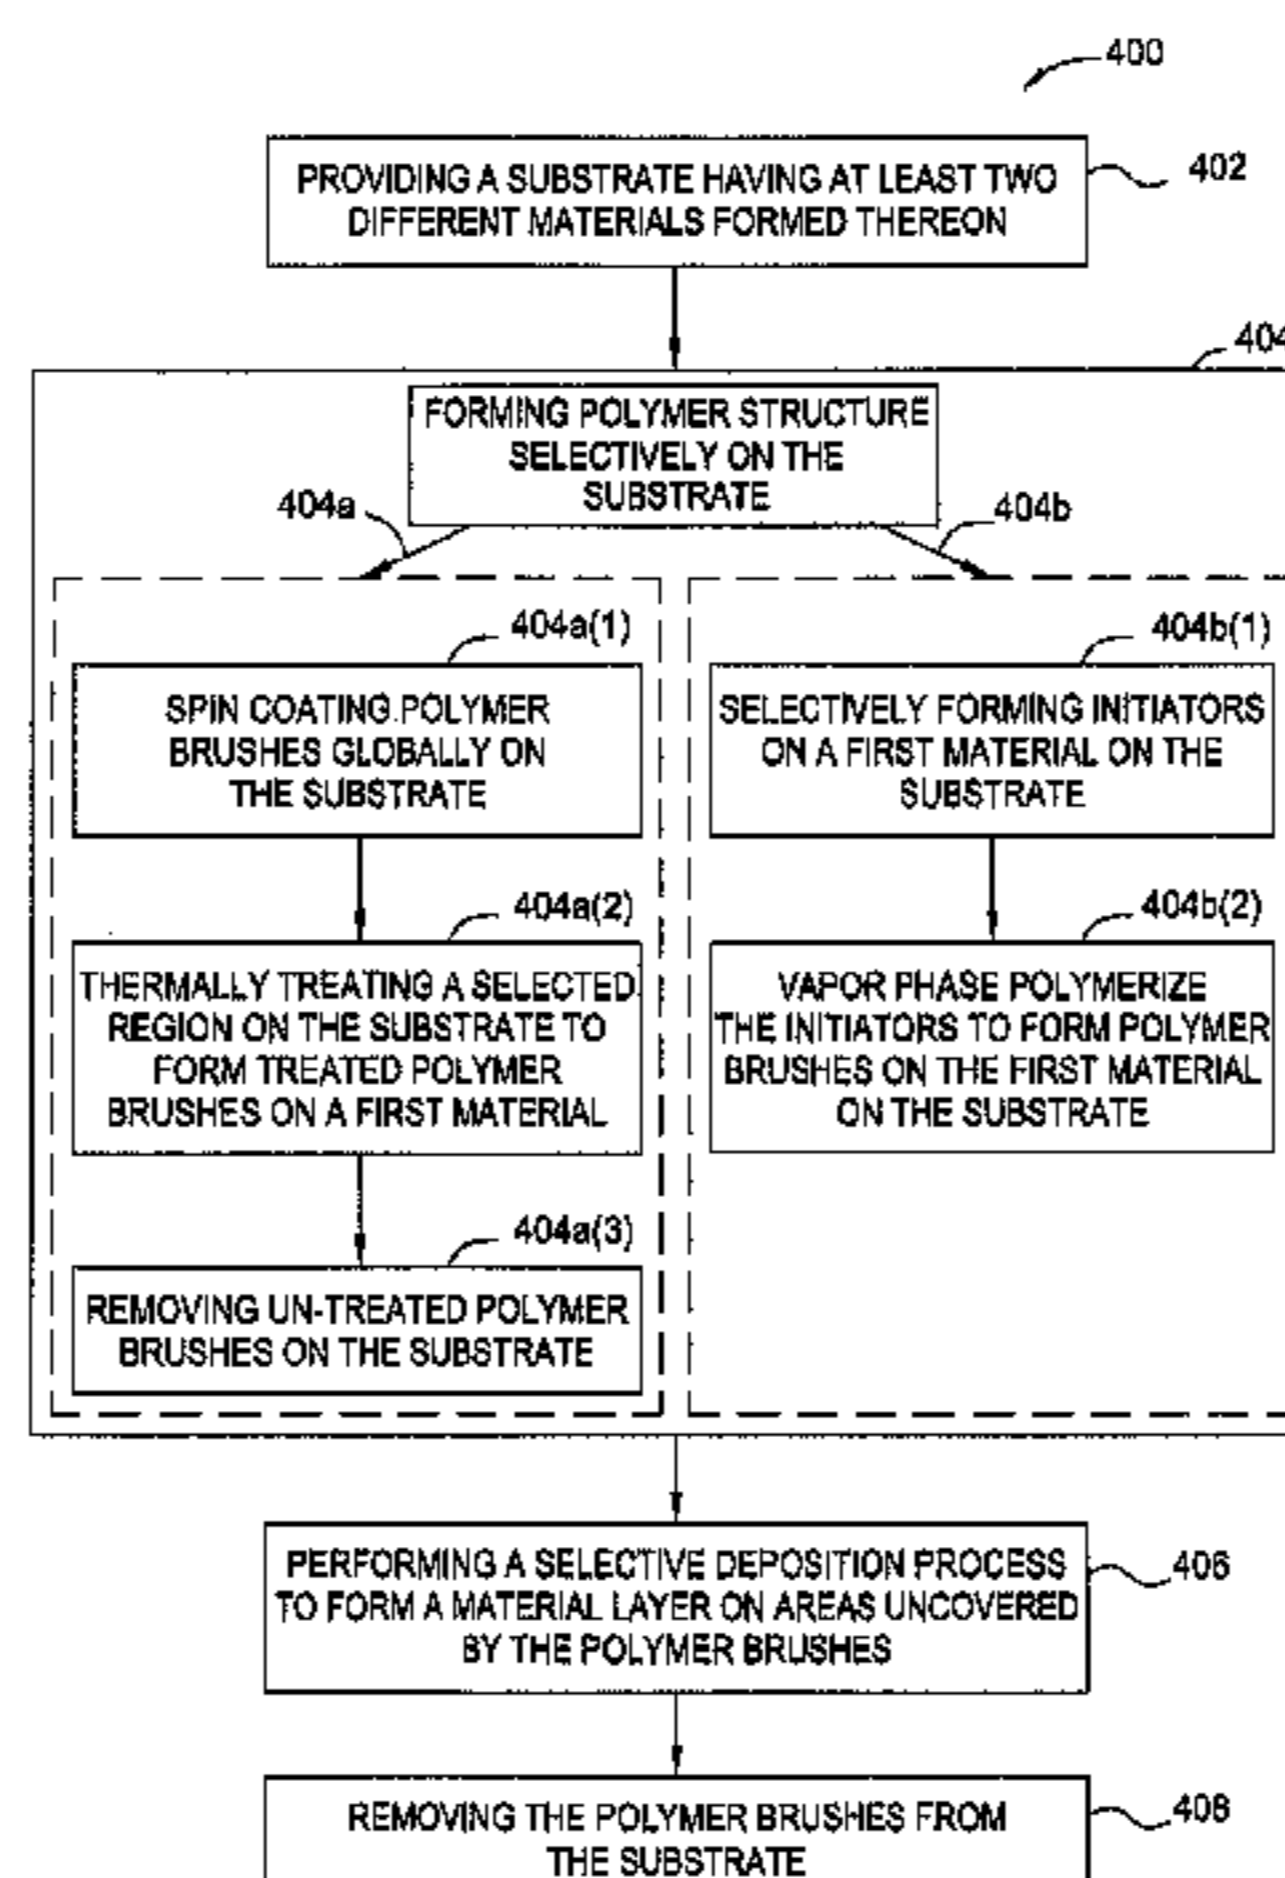 400
PROVIDING A SUBSTRATE HAVING AT LEAST TWO
DIFFERENT MATERIALS FORMED THEREON
402
404
FORMING POLYMER STRUCTURE
SELECTIVELY ON THE
SUBSTRATE
404a
404b
404a(1)
SPIN COATING POLYMER
BRUSHES GLOBALLY ON
THE SUBSTRATE
404a(2)
THERMALLY TREATING A SELECTED
REGION ON THE SUBSTRATE TO
FORM TREATED POLYMER
BRUSHES ON A FIRST MATERIAL
404a(3)
REMOVING UN-TREATED POLYMER
BRUSHES ON THE SUBSTRATE
404b(1)
SELECTIVELY FORMING INITIATORS
ON A FIRST MATERIAL ON THE
SUBSTRATE
404b(2)
VAPOR PHASE POLYMERIZE
THE INITIATORS TO FORM POLYMER
BRUSHES ON THE FIRST MATERIAL
ON THE SUBSTRATE
PERFORMING A SELECTIVE DEPOSITION PROCESS
TO FORM A MATERIAL LAYER ON AREAS UNCOVERED
BY THE POLYMER BRUSHES
406
REMOVING THE POLYMER BRUSHES FROM
THE SUBSTRATE
408